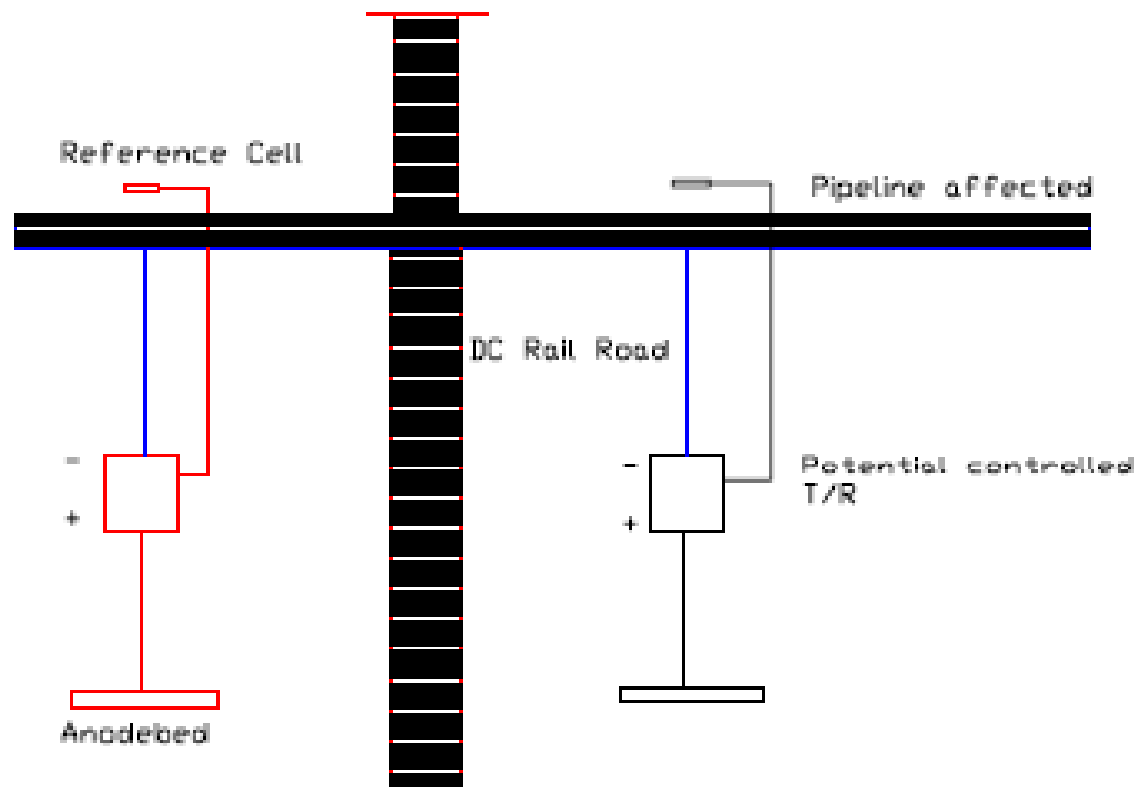 Reference Cell
Pipeline affected
DC Rail Road
-
+
-
+
Potential controlled
T/R
Anodebed